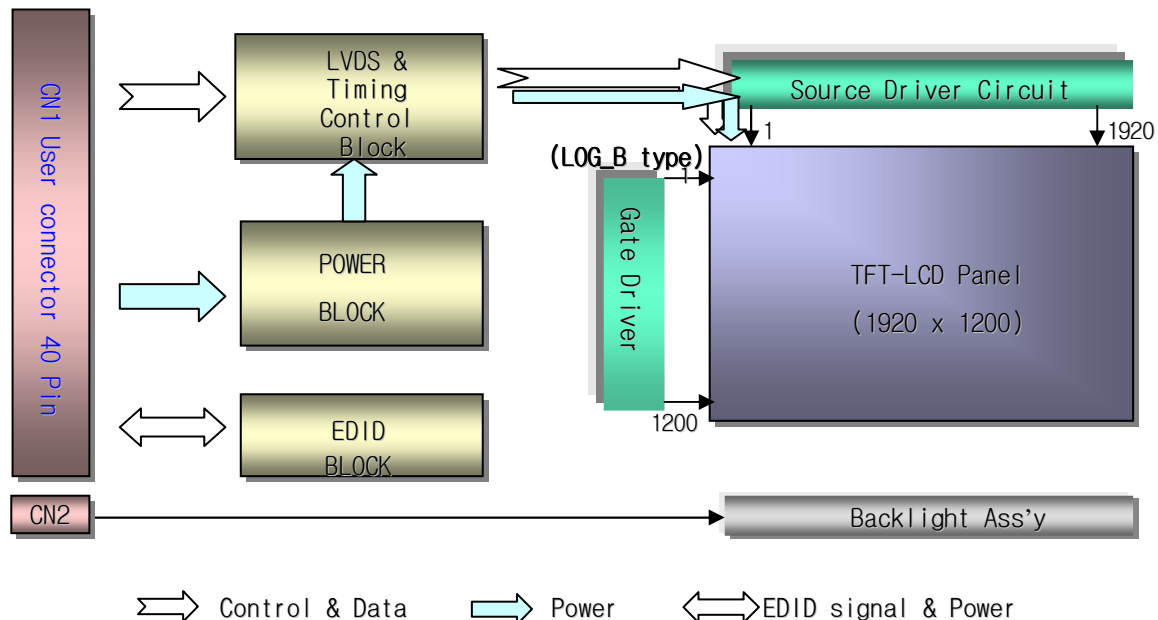 CN1 User connector 40 Pin
LVDS &
Timing
Control
Block
POWER
BLOCK
EDID
BLOCK
CN2
Source Driver Circuit
1
1920
(LOG_B type)
1
Gate Driver
1200
TFT-LCD Panel
(1920 x 1200)
Backlight Ass’y
Control & Data
Power
EDID signal & Power